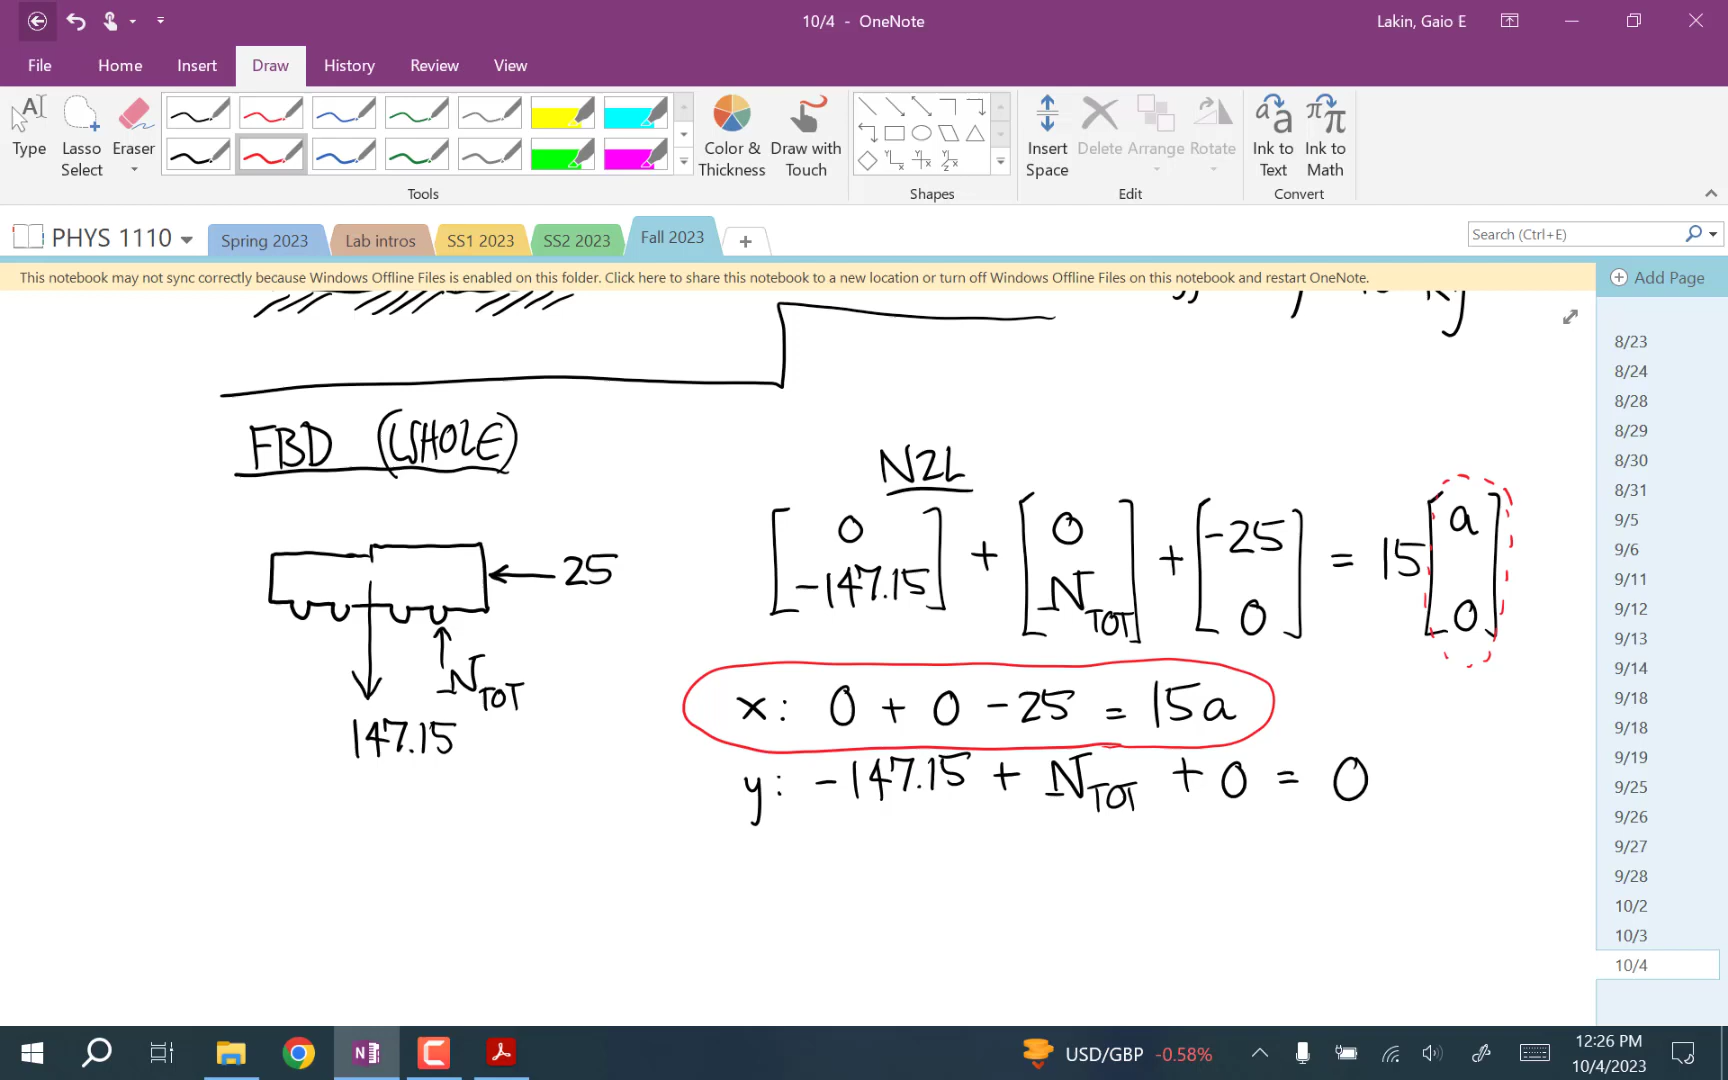 10/4 - OneNote
Lakin, Gaio E
File Home Insert Draw History Review View
Type
Lasso Select
Eraser
Color & Thickness
Draw with Touch
Insert Space
Delete Arrange Rotate
Ink to Text
Ink to Math
Tools Shapes Edit Convert
PHYS 1110
Spring 2023 Lab intros SS1 2023 SS2 2023 Fall 2023
Search (Ctrl+E)
This notebook may not sync correctly because Windows Offline Files is enabled on this folder. Click here to share this notebook to a new location or turn off Windows Offline Files on this notebook and restart OneNote.
Add Page
FBD (WHOLE)
25
N TOT
147.15
N2L
[0 -147.15] + [0 N TOT] + [-25 0] = 15 [a 0]
x: 0 + 0 - 25 = 15a
y: -147.15 + N TOT + 0 = 0
8/23
8/24
8/28
8/29
8/30
8/31
9/5
9/6
9/11
9/12
9/13
9/14
9/18
9/18
9/19
9/25
9/26
9/27
9/28
10/2
10/3
10/4
USD/GBP -0.58%
12:26 PM
10/4/2023